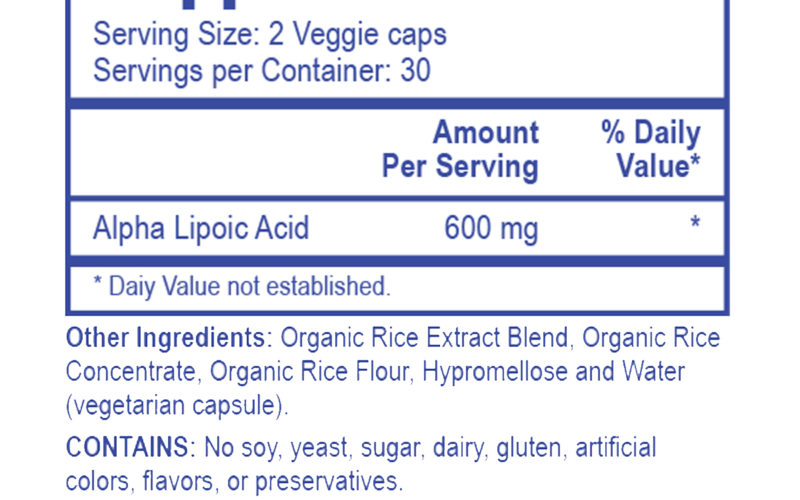 Serving Size: 2 Veggie caps
Servings per Container: 30
Amount % Daily
Per Serving Value*
Alpha Lipoic Acid 600 mg *
* Daiy Value not established.
Other Ingredients: Organic Rice Extract Blend, Organic Rice
Concentrate, Organic Rice Flour, Hypromellose and Water
(vegetarian capsule).
CONTAINS: No soy, yeast, sugar, dairy, gluten, artificial
colors, flavors, or preservatives.